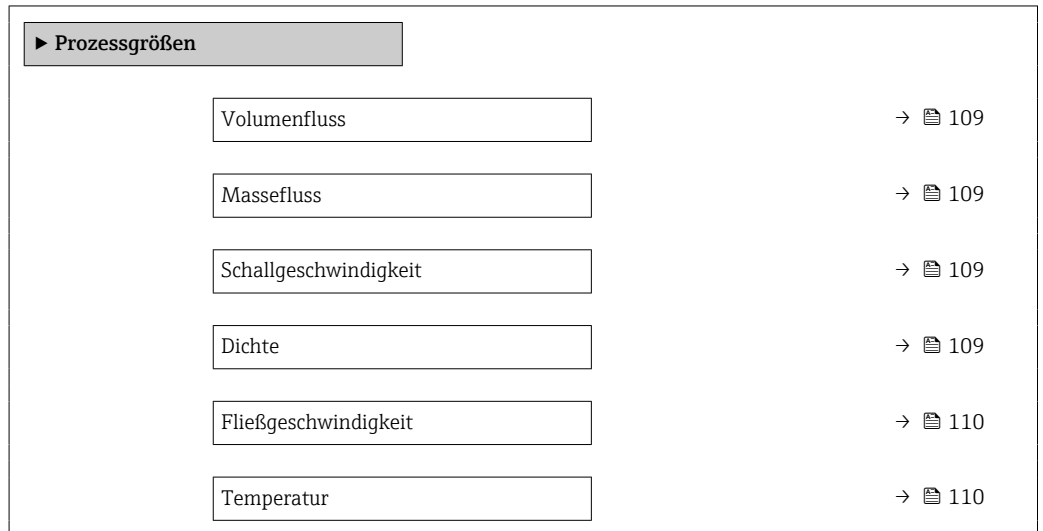 ▶ Prozessgrößen
Volumenfluss → 109
Massefluss → 109
Schallgeschwindigkeit → 109
Dichte → 109
Fließgeschwindigkeit → 110
Temperatur → 110